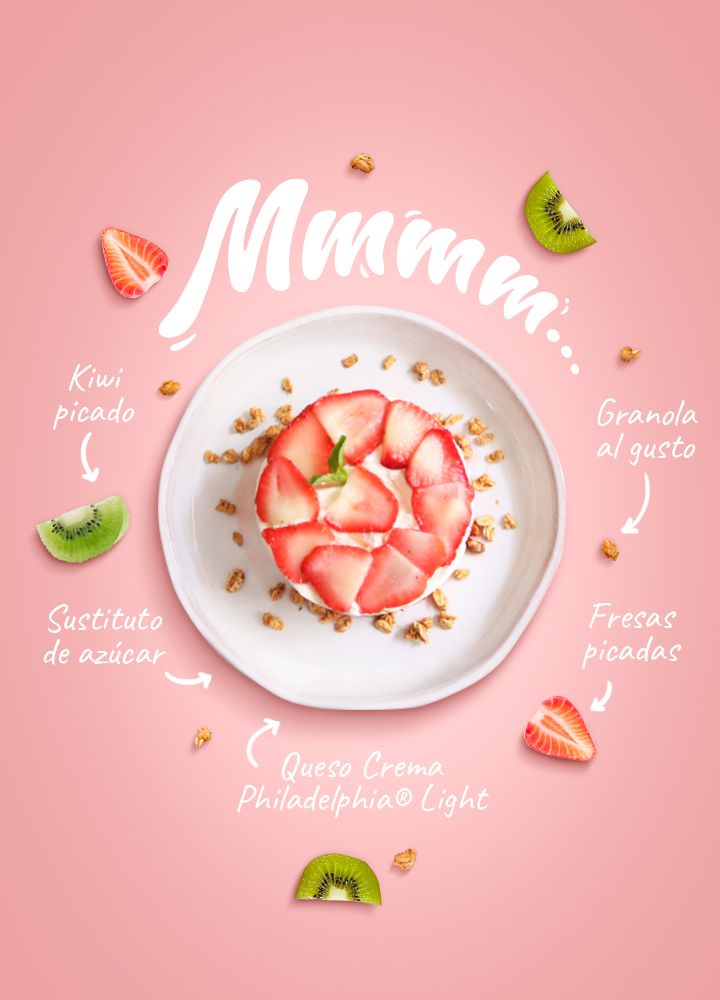 Mmmm...
Kiwi
picado
Granola
al gusto
Sustituto
de azúcar
Fresas
picadas
Queso Crema
Philadelphia® Light